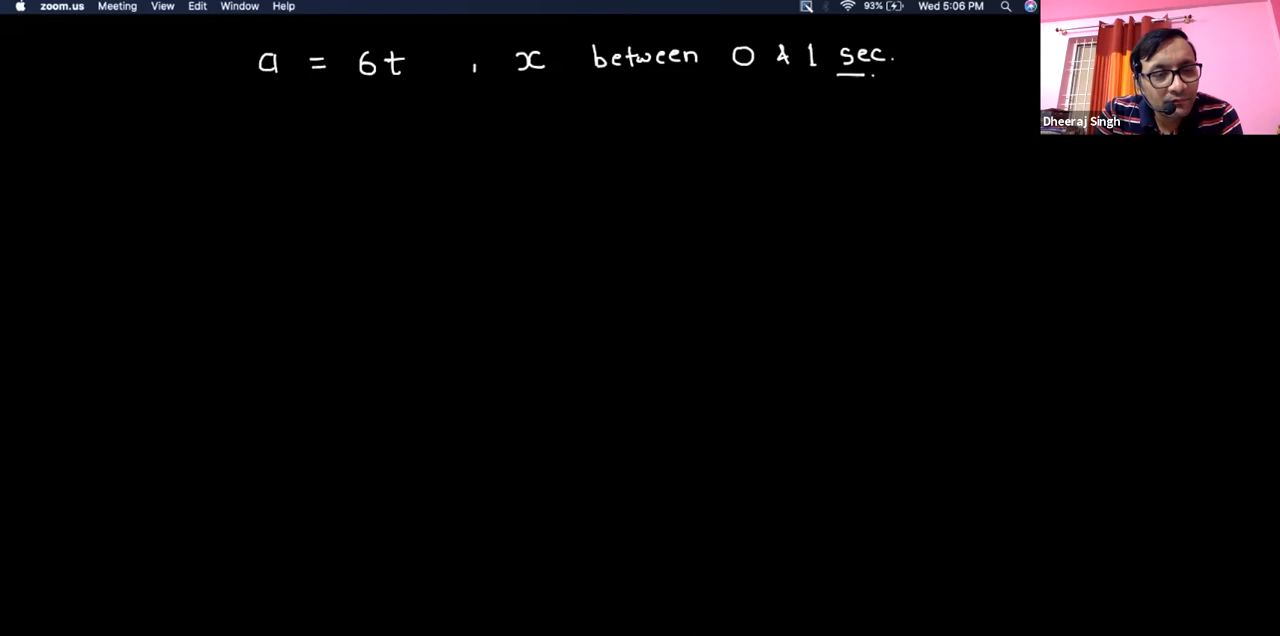 zoom.us Meeting View Edit Window Help 93% Wed 5:06 PM
a = 6t , x between 0 & 1 sec.
Dheeraj Singh